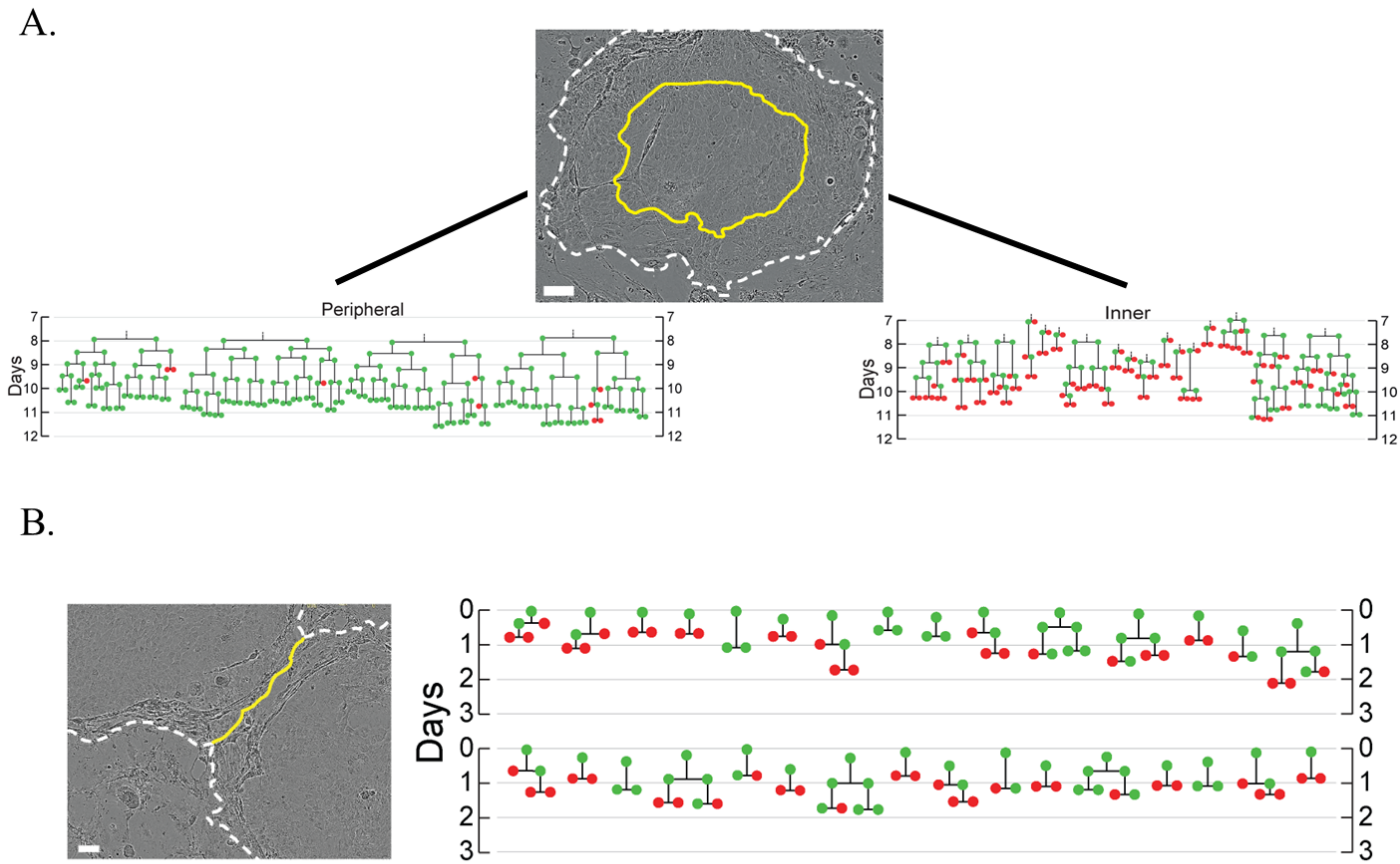 A.
Peripheral
Inner
7 7 7 7
8 8 8 8
Days 9 9 Days 9 9
10 10 10 10
11 11 11 11
12 12 12 12
B.
0 0
1 1
2 2
3 3
Days
0 0
1 1
2 2
3 3